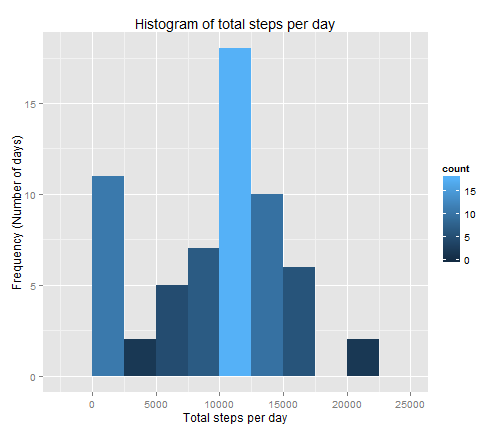 Histogram of total steps per day
Frequency (Number of days)
15
10
5
0
0 5000 10000 15000 20000 25000
Total steps per day
count
15
10
5
0